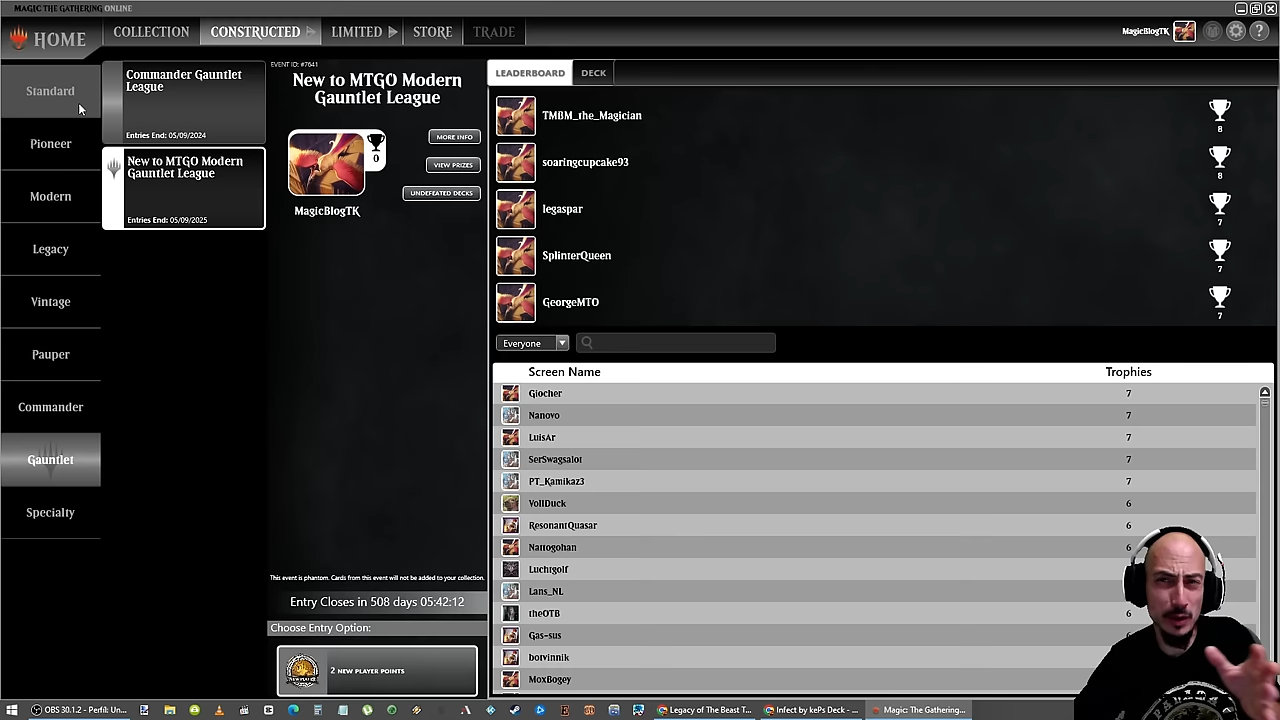 MAGIC THE GATHERING ONLINE
HOME
COLLECTION
CONSTRUCTED
LIMITED
STORE
TRADE
MagicBlogTK
Standard
Pioneer
Modern
Legacy
Vintage
Pauper
Commander
Gauntlet
Specialty
Commander Gauntlet
League
Entries End: 05/09/2024
New to MTGO Modern
Gauntlet League
Entries End: 05/09/2025
EVENT ID: #7641
New to MTGO Modern
Gauntlet League
0
MagicBlogTK
MORE INFO
VIEW PRIZES
UNDEFEATED DECKS
This event is phantom. Cards from this event will not be added to your collection.
Entry Closes in 508 days 05:42:12
Choose Entry Option:
2 NEW PLAYER POINTS
LEADERBOARD
DECK
TMBM_the_Magician
8
soaringcupcake93
8
legaspar
7
SplinterQueen
7
GeorgeMTO
7
Everyone
Screen Name Trophies
Giocher 7
Nanovo 7
LuisAr 7
SerSwagsalot 7
PT_Kamikaz3 7
VollDuck 6
ResonantQuasar 6
Nattogohan 6
Luchtgolf
Lans_NL
theOTB 6
Gas-sus 6
botvinnik
MoxBogey
OBS 30.1.2 - Perfil: Un...
Legacy of The Beast T...
Infect by kePs Deck - ...
Magic: The Gathering...